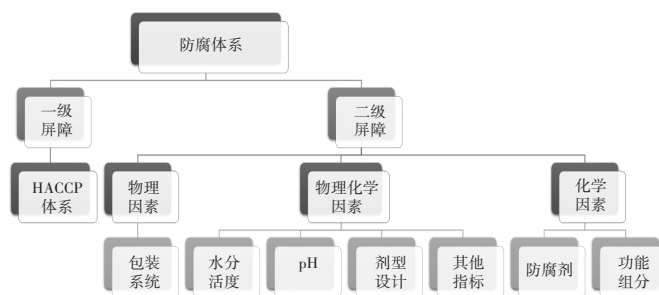 防腐体系
一级
屏障
二级
屏障
HACCP
体系
物理
因素
物理化学
因素
化学
因素
包装
系统
水分
活度
pH
剂型
设计
其他
指标
防腐剂
功能
组分